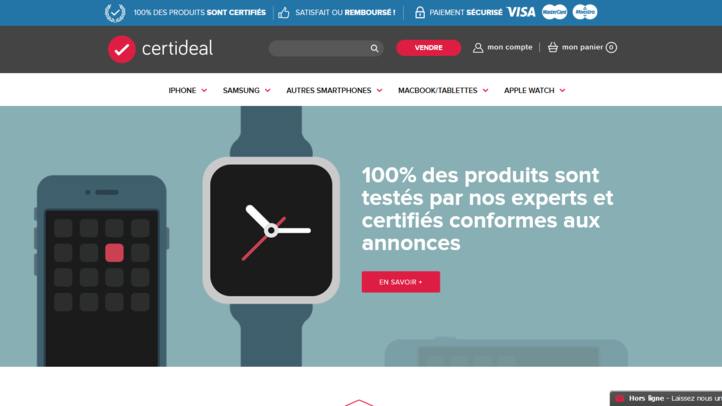 100% DES PRODUITS SONT CERTIFIÉS SATISFAIT OU REMBOURSÉ ! PAIEMENT SÉCURISÉ VISA MasterCard Maestro
certideal VENDRE mon compte mon panier 0
IPHONE SAMSUNG AUTRES SMARTPHONES MACBOOK/TABLETTES APPLE WATCH
100% des produits sont
testés par nos experts et
certifiés conformes aux
annonces
EN SAVOIR +
Hors ligne - Laissez nous un